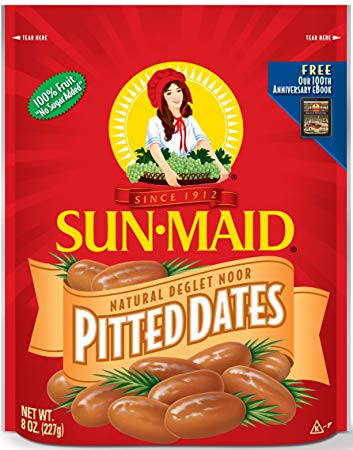 TEAR HERE
TEAR HERE
FREE
OUR 100TH
ANNIVERSARY EBOOK
100% Fruit
"No Sugar Added"
SINCE 1912
SUN·MAID®
NATURAL DEGLET NOOR
PITTED DATES
NET WT.
8 OZ. (227g)
K-P